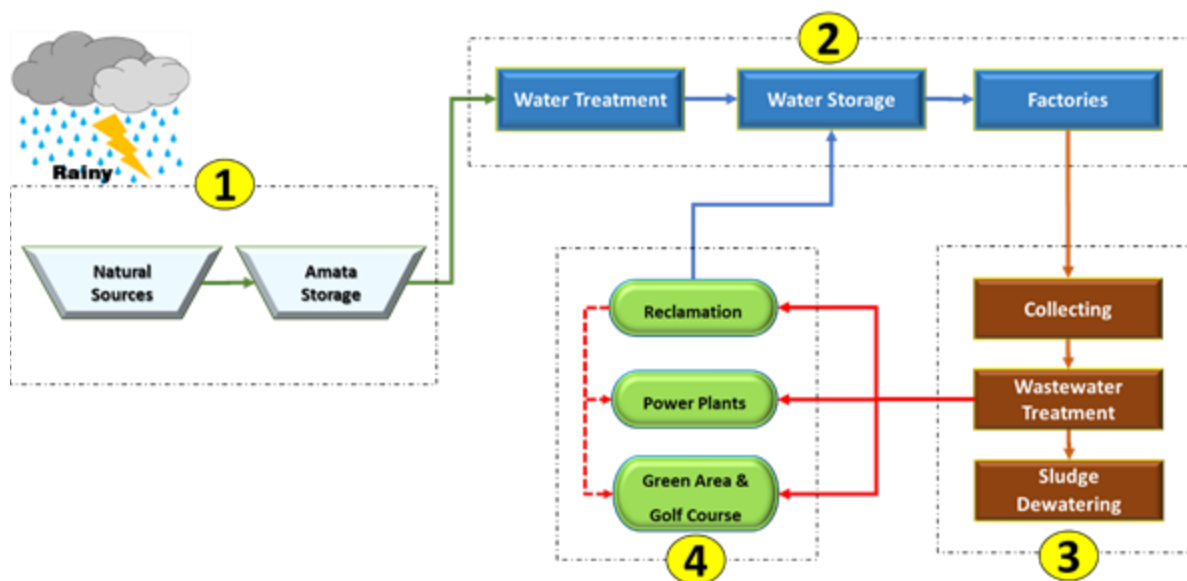 Rainy
1
Natural
Sources
Amata
Storage
2
Water Treatment
Water Storage
Factories
Collecting
Wastewater
Treatment
Sludge
Dewatering
3
Reclamation
Power Plants
Green Area &
Golf Course
4